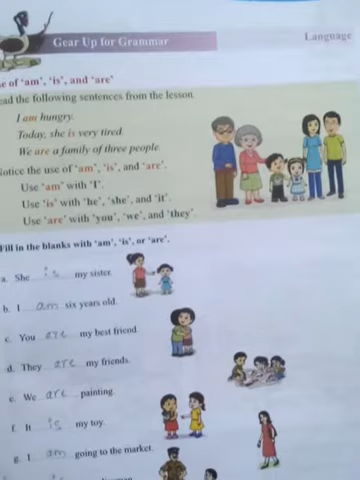 Gear Up for Grammar
Language
of 'am', 'is', and 'are'
the following sentences from the lesson.
I am hungry.
Today, she is very tired.
We are a family of three people
the use of 'am', 'is', and 'are'.
Use 'am' with 'I'.
Use 'is' with 'he', 'she', and 'it'.
Use 'are' with 'you', 'we', and 'they'.
Fill in the blanks with 'am', 'is', or 'are'.
a. She is my sister.
b. I am six years old.
c. You are my best friend.
d. They are my friends.
e. We are painting.
f. It is my toy.
g. I am going to the market.